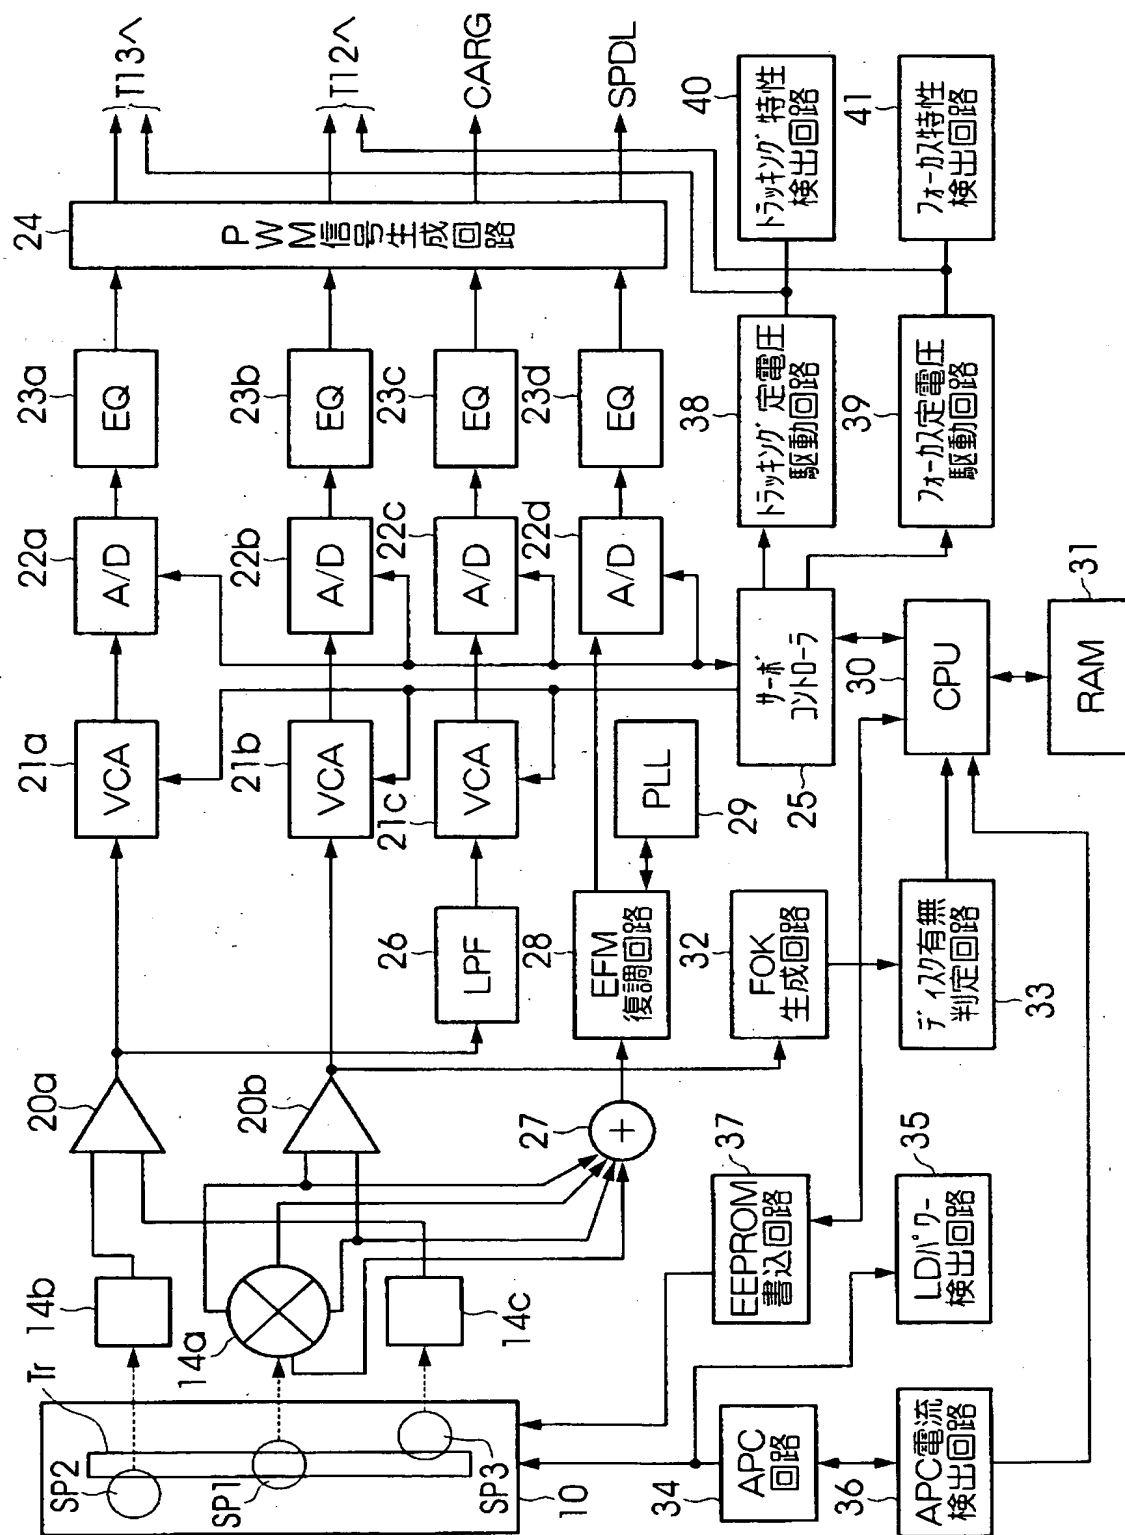 SP2
Tr
SP1
SP3
10
14b
14a
14c
20a
20b
27
+
21a
VCA
21b
VCA
21c
VCA
26
LPF
28
EFM
復調回路
PLL
29
22a
A/D
22b
A/D
22c
A/D
22d
A/D
23a
EQ
23b
EQ
23c
EQ
23d
EQ
24
PWM信号生成回路
T13へ
T12へ
CARG
SPDL
サーボ
コントローラ
25
30
CPU
RAM
31
32
FOK
生成回路
ディスク有無
判定回路
33
34
APC
回路
36
APC電流
検出回路
37
EEPROM
書込回路
35
LDパワー
検出回路
38
トラッキング定電圧
駆動回路
39
フォーカス定電圧
駆動回路
40
トラッキング特性
検出回路
41
フォーカス特性
検出回路